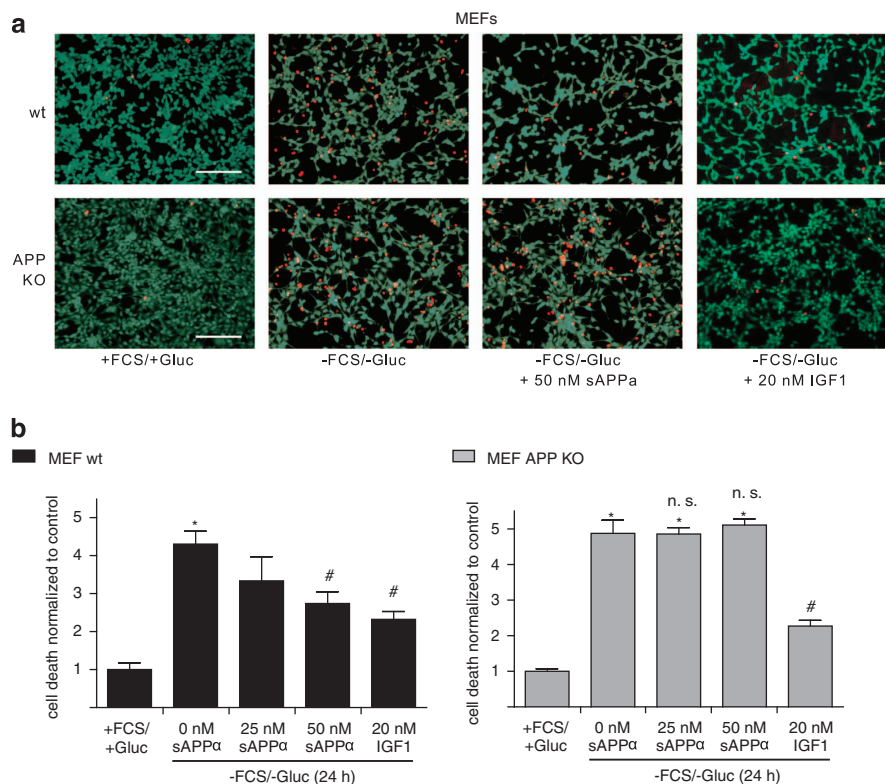 a
MEFs
wt
APP
KO
+FCS/+Gluc
-FCS/-Gluc
-FCS/-Gluc
+ 50 nM sAPPa
-FCS/-Gluc
+ 20 nM IGF1
b
MEF wt
cell death normalized to control
5
4
3
2
1
*
#
#
+FCS/
+Gluc
0 nM
sAPPα
25 nM
sAPPα
50 nM
sAPPα
20 nM
IGF1
-FCS/-Gluc (24 h)
MEF APP KO
cell death normalized to control
5
4
3
2
1
*
n. s.
*
n. s.
*
#
+FCS/
+Gluc
0 nM
sAPPα
25 nM
sAPPα
50 nM
sAPPα
20 nM
IGF1
-FCS/-Gluc (24 h)